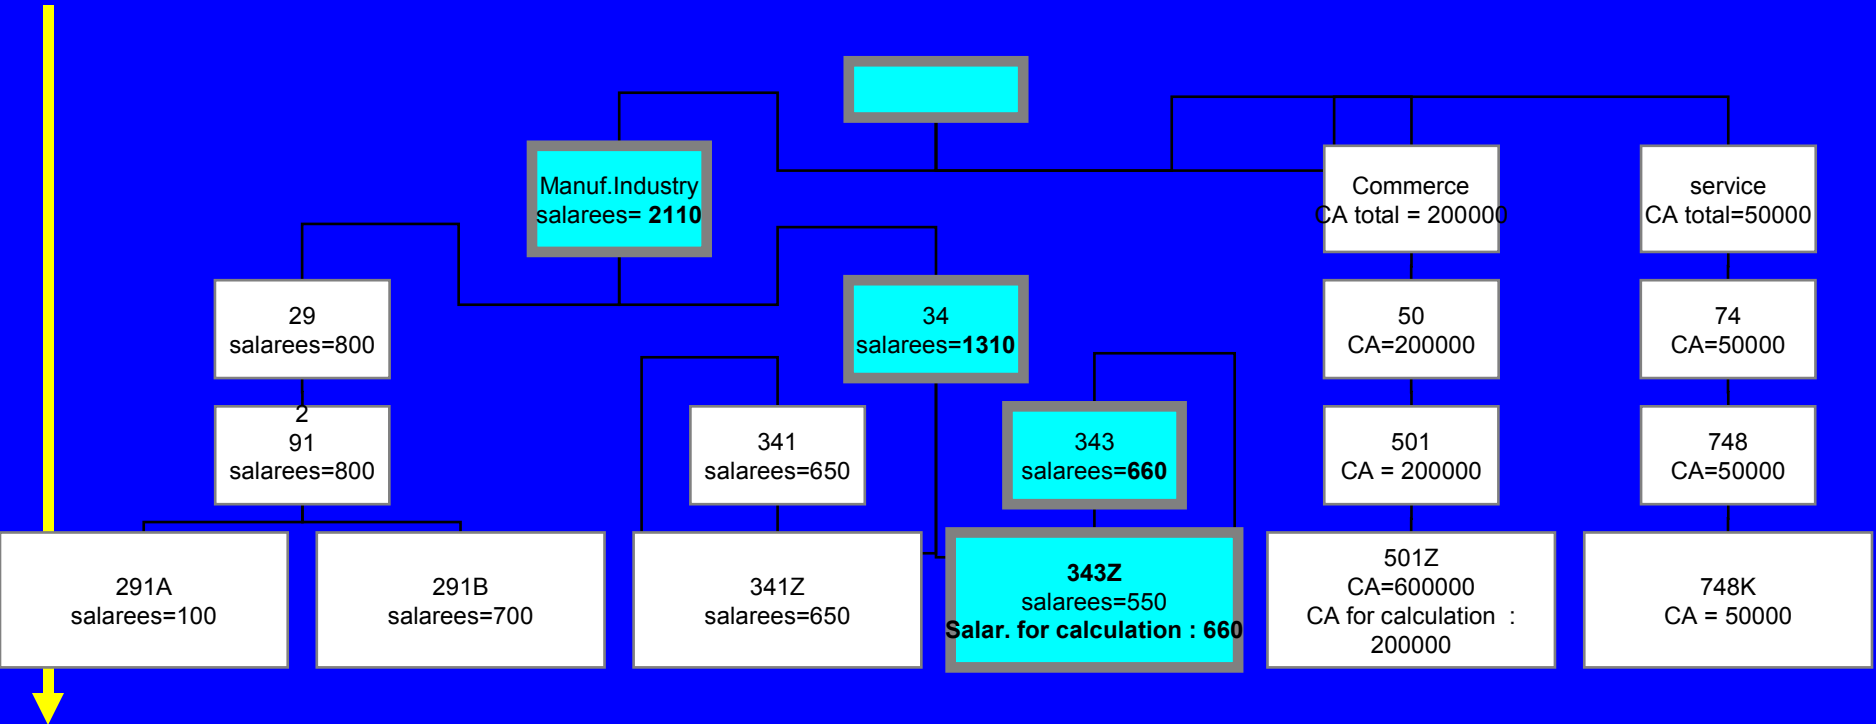 Manuf.Industry
salarees= 2110
Commerce
CA total = 200000
service
CA total=50000
29
salarees=800
34
salarees=1310
50
CA=200000
74
CA=50000
2
91
salarees=800
341
salarees=650
343
salarees=660
501
CA = 200000
748
CA=50000
291A
salarees=100
291B
salarees=700
341Z
salarees=650
343Z
salarees=550
Salar. for calculation : 660
501Z
CA=600000
CA for calculation :
200000
748K
CA = 50000